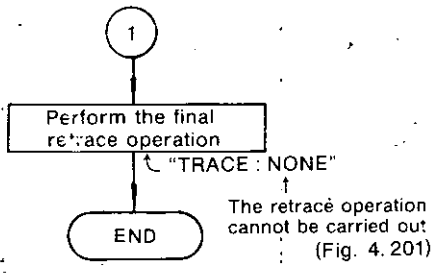 1
Perform the final
retrace operation
"TRACE : NONE"
The retrace operation
cannot be carried out
(Fig. 4. 201)
END